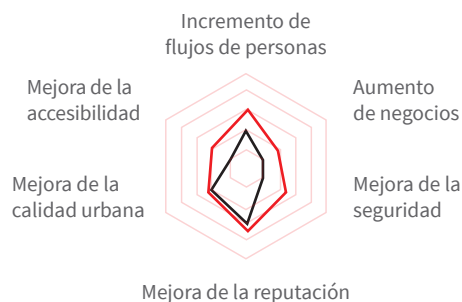 Incremento de
flujos de personas
Mejora de la
accesibilidad
Aumento
de negocios
Mejora de la
calidad urbana
Mejora de la
seguridad
Mejora de la reputación